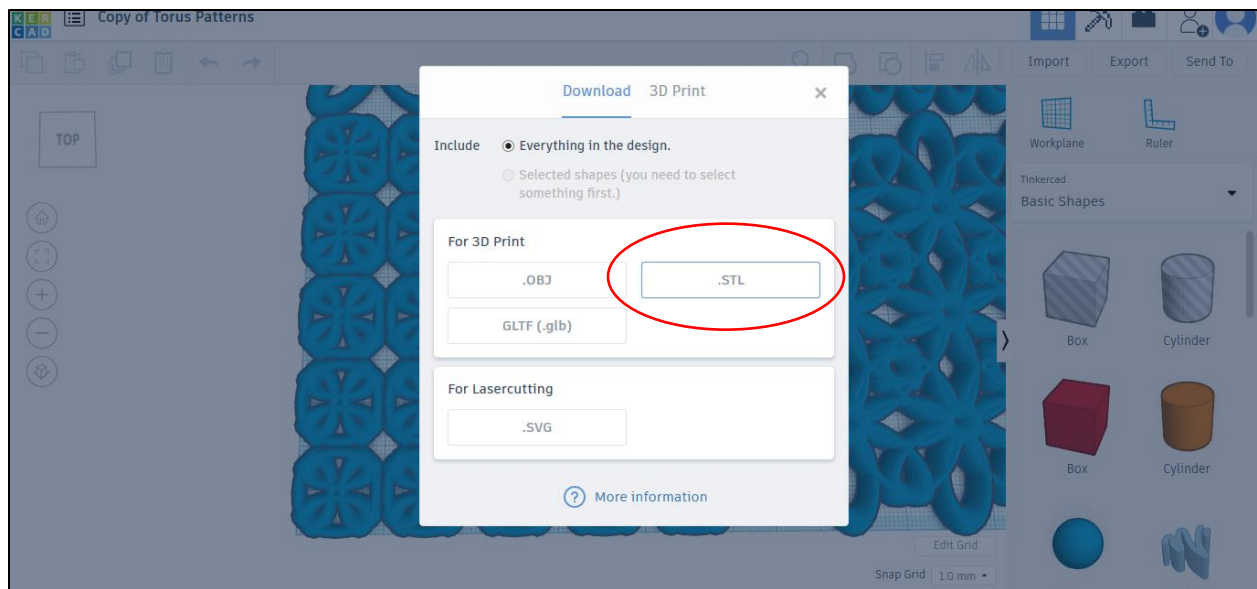 KER
CAD
Copy of Torus Patterns
Import
Export
Send To
TOP
Workplane
Ruler
Tinkercad
Basic Shapes
Box
Cylinder
Box
Cylinder
Edit Grid
Snap Grid
1.0 mm
Download
3D Print
Include
Everything in the design.
Selected shapes (you need to select
something first.)
For 3D Print
.OBJ
.STL
GLTF (.glb)
For Lasercutting
.SVG
? More information